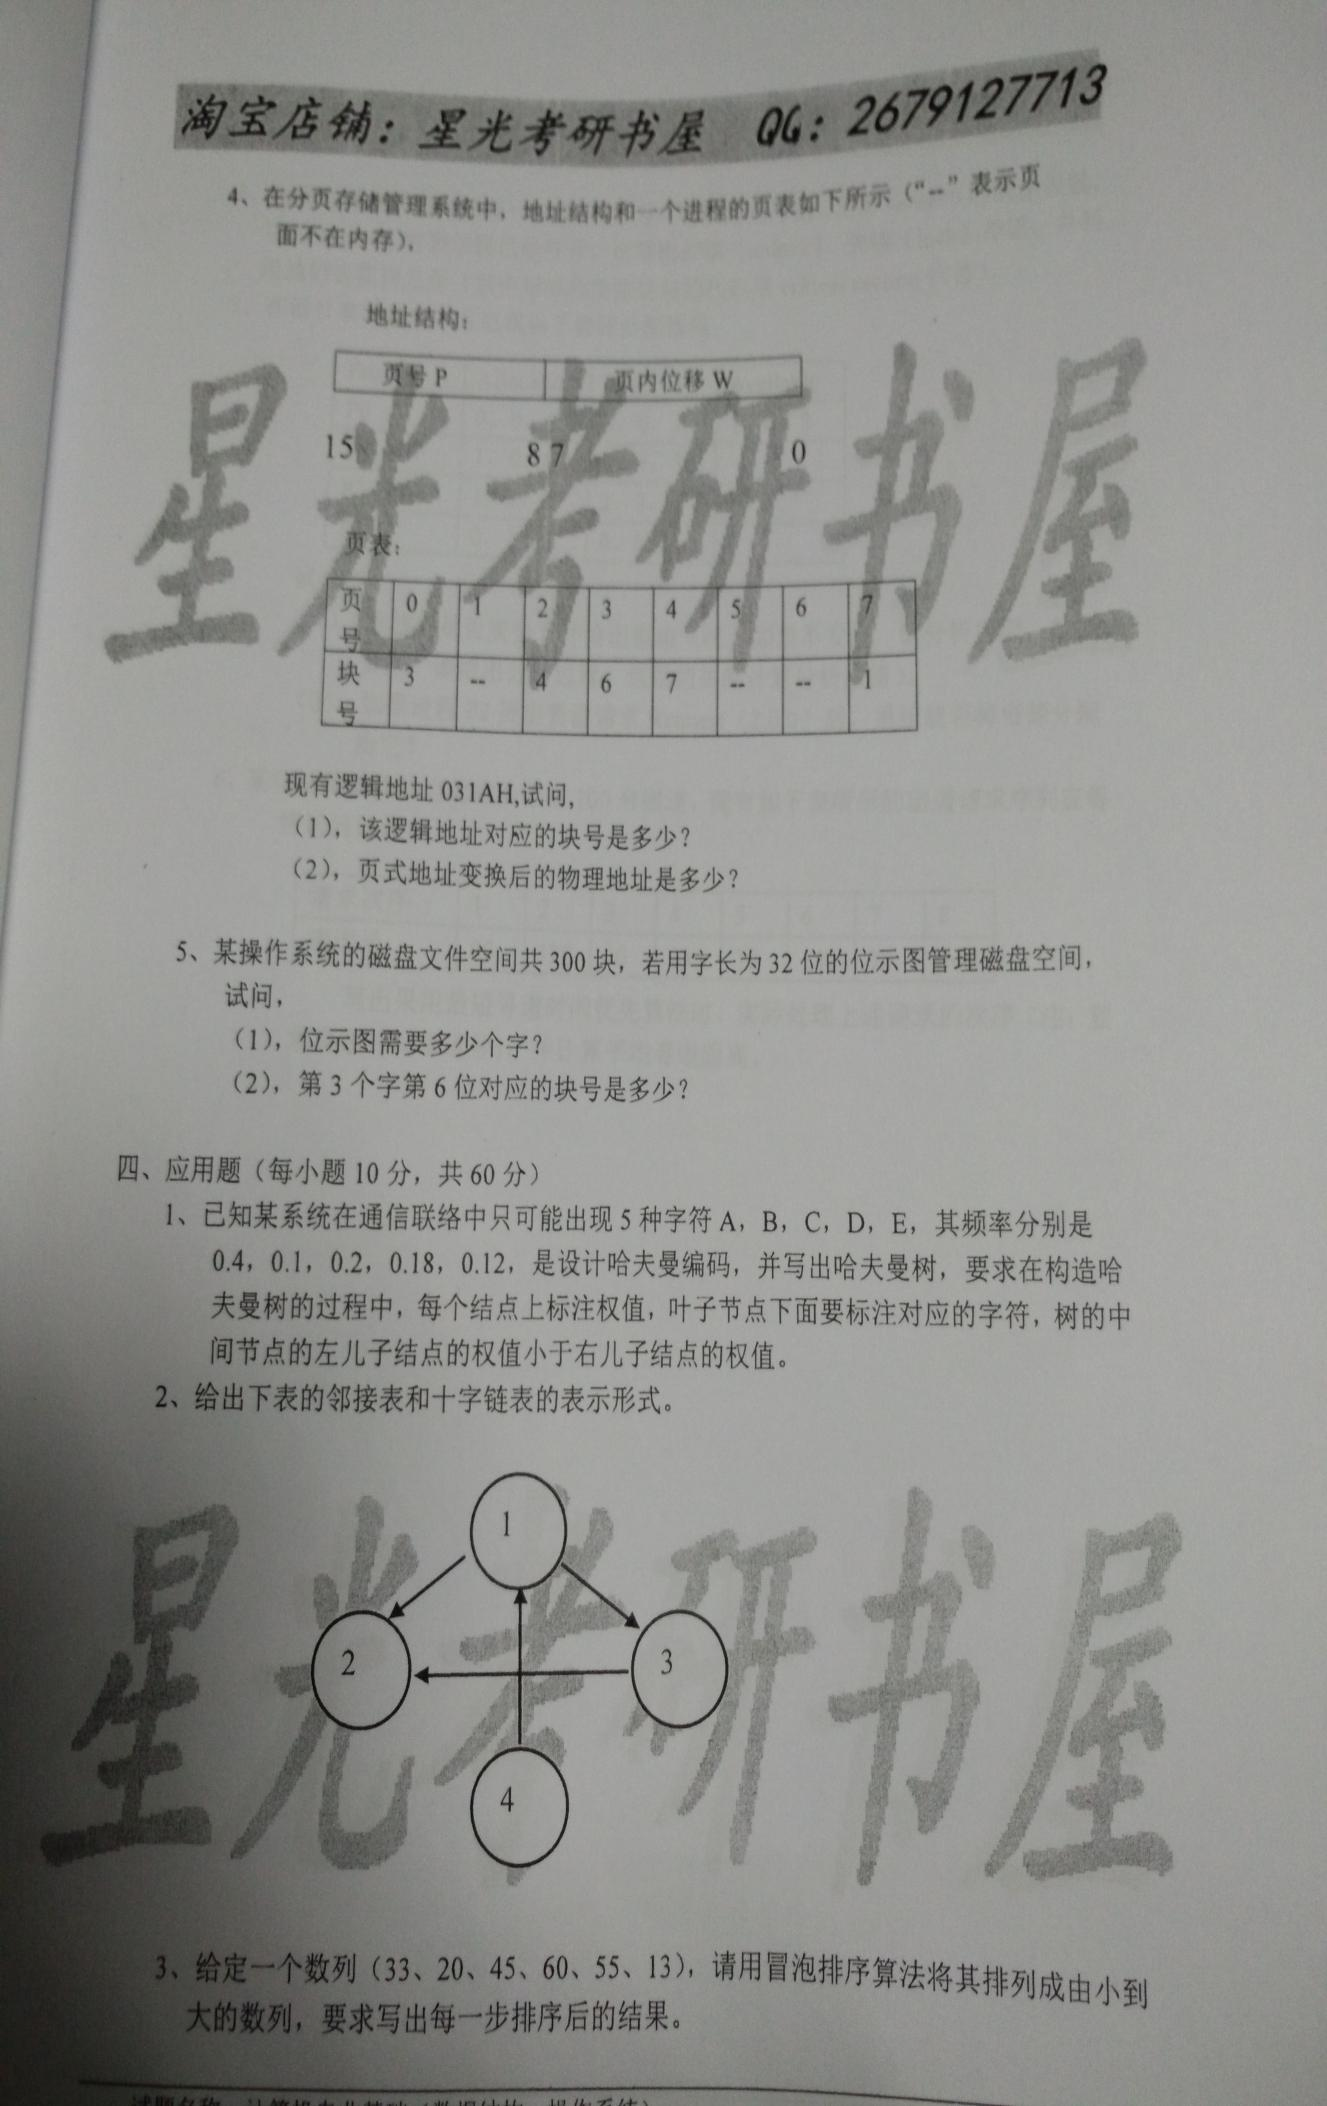 淘宝店铺：星光考研书屋 QG：2679127713
4、在分页存储管理系统中，地址结构和一个进程的页表如下所示（“--”表示页
面不在内存），
地址结构：
页号 P 页内位移 W
15 8 7 0
页表：
页号 0 1 2 3 4 5 6 7
块号 3 -- 4 6 7 -- -- 1
现有逻辑地址 031AH,试问,
（1），该逻辑地址对应的块号是多少？
（2），页式地址变换后的物理地址是多少？
星光考研书屋
5、某操作系统的磁盘文件空间共 300 块，若用字长为 32 位的位示图管理磁盘空间，
试问，
（1），位示图需要多少个字？
（2），第 3 个字第 6 位对应的块号是多少？
四、应用题（每小题 10 分，共 60 分）
1、已知某系统在通信联络中只可能出现 5 种字符 A，B，C，D，E，其频率分别是
0.4，0.1，0.2，0.18，0.12，是设计哈夫曼编码，并写出哈夫曼树，要求在构造哈
夫曼树的过程中，每个结点上标注权值，叶子节点下面要标注对应的字符，树的中
间节点的左儿子结点的权值小于右儿子结点的权值。
2、给出下表的邻接表和十字链表的表示形式。
1
2 3
4
星光考研书屋
3、给定一个数列（33、20、45、60、55、13），请用冒泡排序算法将其排列成由小到
大的数列，要求写出每一步排序后的结果。